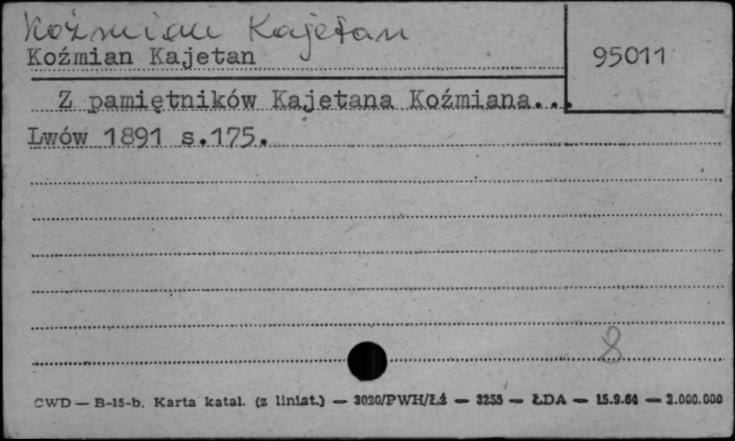 Koźmian Kajetan
Koźmian Kajetan
95011
Z pamiętników Kajetana Koźmiana...
Lwów 1891 s.175.
8
CWD — B-15-b. Karta katal. (z liniat.) — 3020/PWH/Łź — 3255 — ŁDA — 15.9.64 — 2.000.000